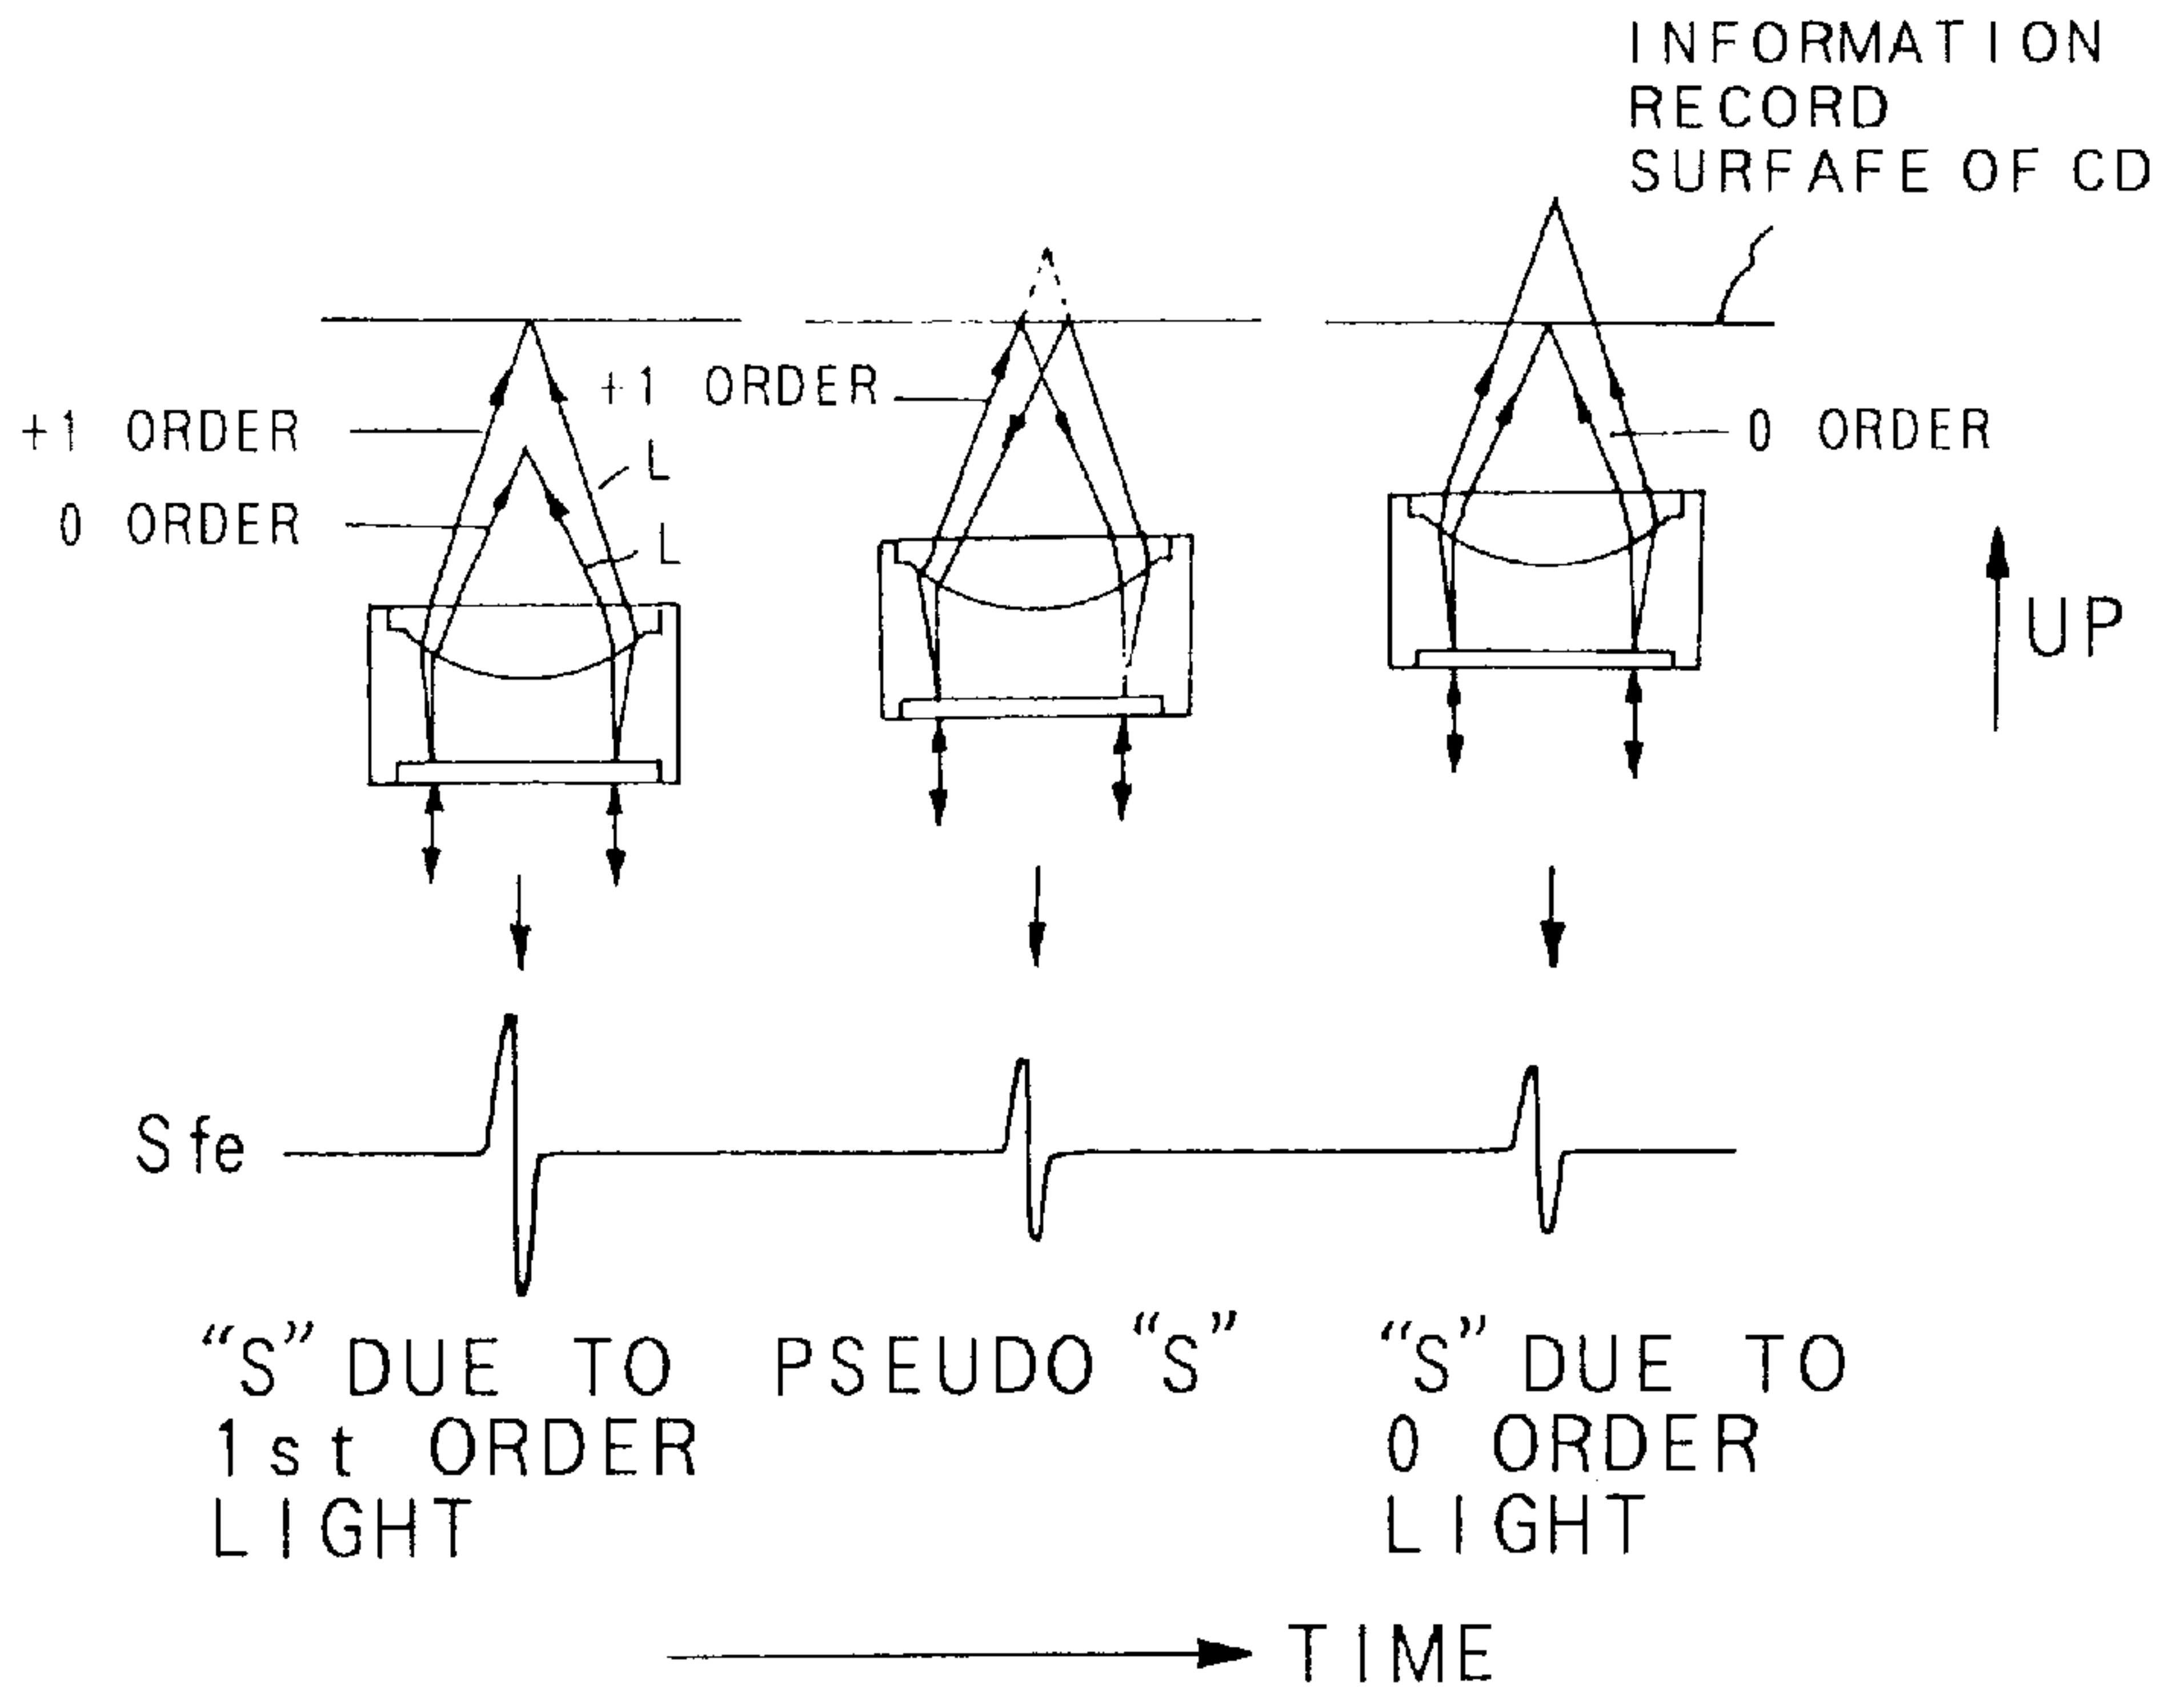 INFORMATION
RECORD
SURFAFE OF CD
+1 ORDER
+1 ORDER
0 ORDER
L
0 ORDER
L
UP
Sfe
“S” DUE TO
1st ORDER
LIGHT
PSEUDO “S”
“S” DUE TO
0 ORDER
LIGHT
TIME